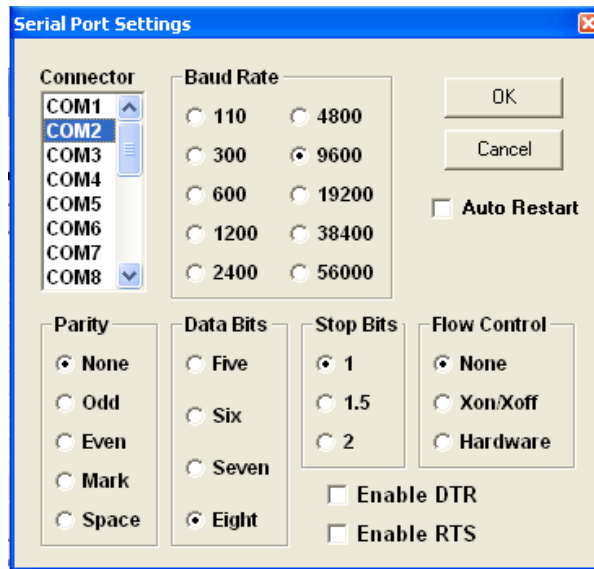 Serial Port Settings
Connector
COM1
COM2
COM3
COM4
COM5
COM6
COM7
COM8
Baud Rate
110
300
600
1200
2400
4800
9600
19200
38400
56000
OK
Cancel
Auto Restart
Parity
None
Odd
Even
Mark
Space
Data Bits
Five
Six
Seven
Eight
Stop Bits
1
1.5
2
Flow Control
None
Xon/Xoff
Hardware
Enable DTR
Enable RTS